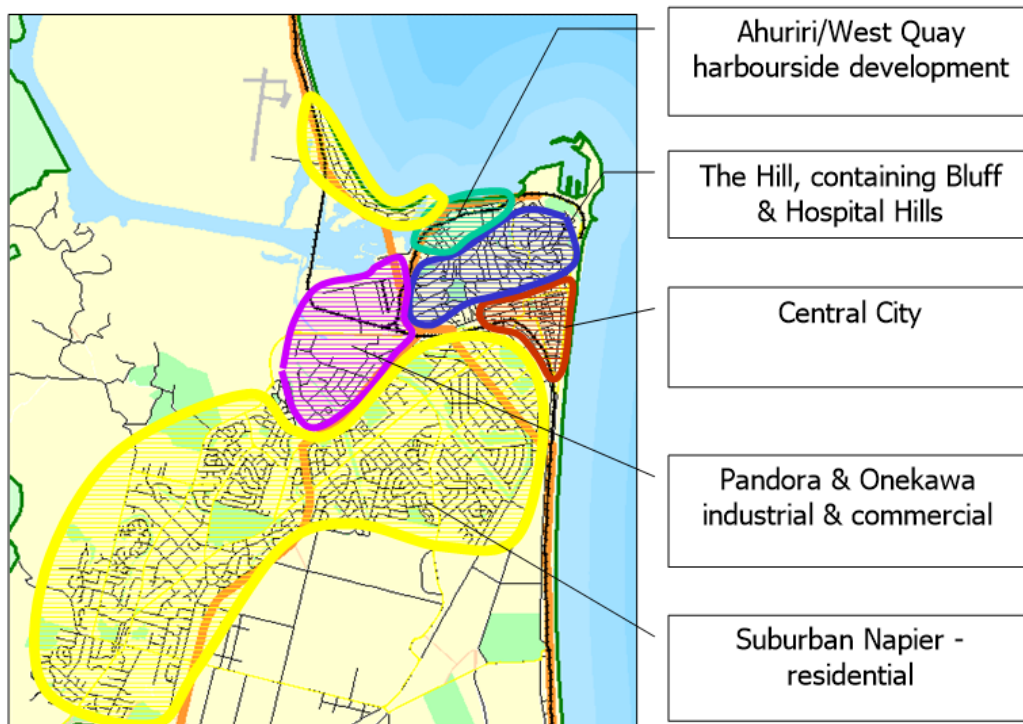 Ahuriri/West Quay
harbourside development
The Hill, containing Bluff
& Hospital Hills
Central City
Pandora & Onekawa
industrial & commercial
Suburban Napier -
residential